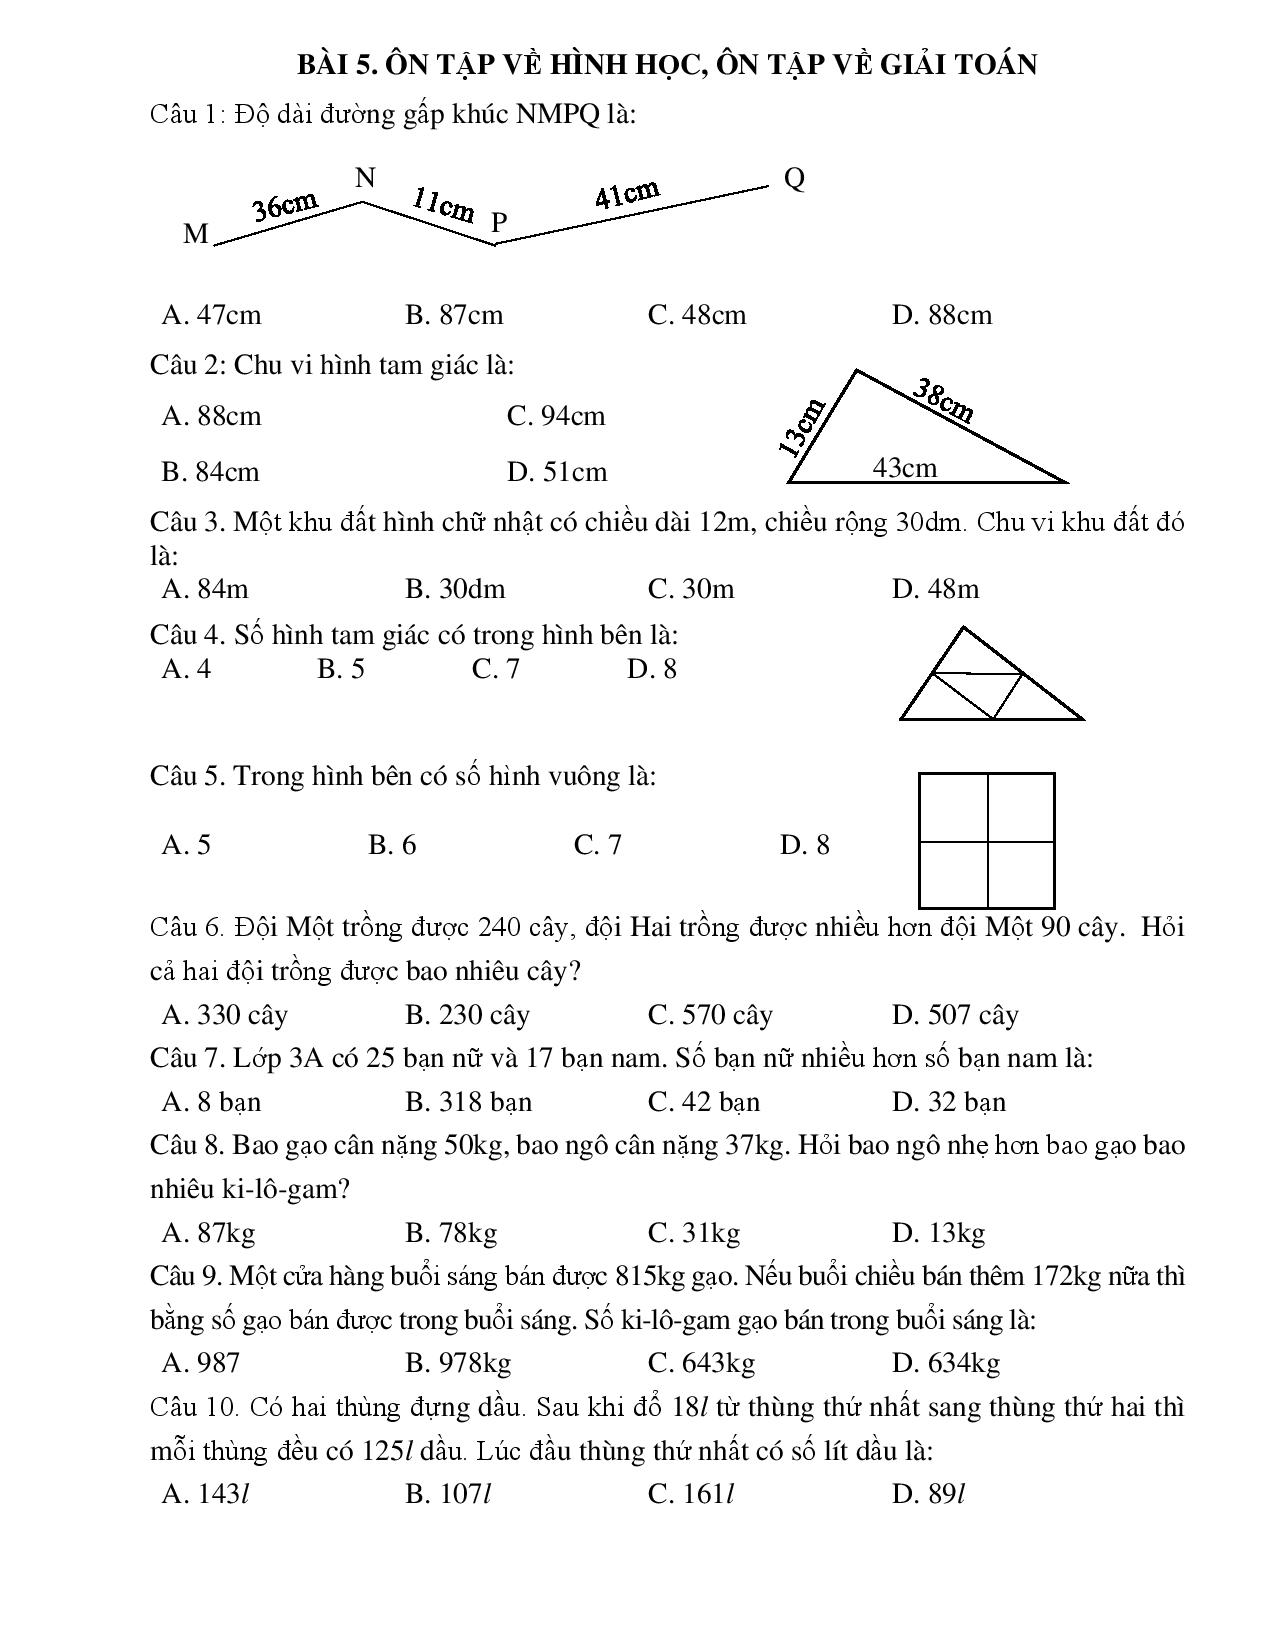 BÀI 5. ÔN TẬP VỀ HÌNH HỌC, ÔN TẬP VỀ GIẢI TOÁN
Câu 1: Độ dài đường gấp khúc NMPQ là:
N
Q
36cm
11cm
41cm
M
P
A. 47cm B. 87cm C. 48cm D. 88cm
Câu 2: Chu vi hình tam giác là:
A. 88cm C. 94cm
B. 84cm D. 51cm
13cm
38cm
43cm
Câu 3. Một khu đất hình chữ nhật có chiều dài 12m, chiều rộng 30dm. Chu vi khu đất đó
là:
A. 84m B. 30dm C. 30m D. 48m
Câu 4. Số hình tam giác có trong hình bên là:
A. 4 B. 5 C. 7 D. 8
Câu 5. Trong hình bên có số hình vuông là:
A. 5 B. 6 C. 7 D. 8
Câu 6. Đội Một trồng được 240 cây, đội Hai trồng được nhiều hơn đội Một 90 cây. Hỏi
cả hai đội trồng được bao nhiêu cây?
A. 330 cây B. 230 cây C. 570 cây D. 507 cây
Câu 7. Lớp 3A có 25 bạn nữ và 17 bạn nam. Số bạn nữ nhiều hơn số bạn nam là:
A. 8 bạn B. 318 bạn C. 42 bạn D. 32 bạn
Câu 8. Bao gạo cân nặng 50kg, bao ngô cân nặng 37kg. Hỏi bao ngô nhẹ hơn bao gạo bao
nhiêu ki-lô-gam?
A. 87kg B. 78kg C. 31kg D. 13kg
Câu 9. Một cửa hàng buổi sáng bán được 815kg gạo. Nếu buổi chiều bán thêm 172kg nữa thì
bằng số gạo bán được trong buổi sáng. Số ki-lô-gam gạo bán trong buổi sáng là:
A. 987 B. 978kg C. 643kg D. 634kg
Câu 10. Có hai thùng đựng dầu. Sau khi đổ 18l từ thùng thứ nhất sang thùng thứ hai thì
mỗi thùng đều có 125l dầu. Lúc đầu thùng thứ nhất có số lít dầu là:
A. 143l B. 107l C. 161l D. 89l